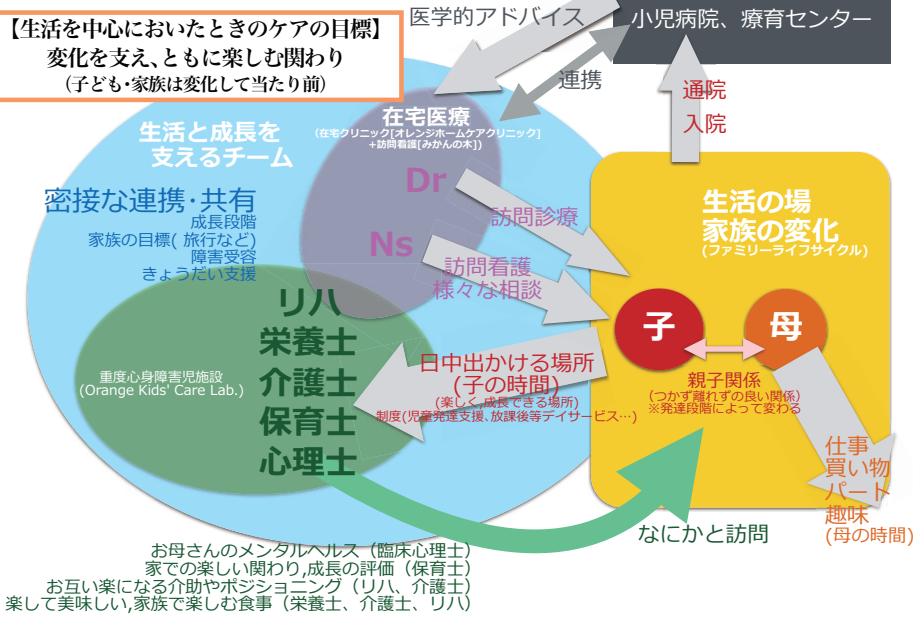 【生活を中心においたときのケアの目標】
変化を支え、ともに楽しむ関わり
(子ども・家族は変化して当たり前)
医学的アドバイス
小児病院、療育センター
連携
通院
入院
生活と成長を
支えるチーム
在宅医療
(在宅クリニック[オレンジホームケアクリニック]
+訪問看護[みかんの木])
密接な連携・共有
成長段階
家族の目標( 旅行など)
障害受容
きょうだい支援
Dr
Ns
訪問診療
訪問看護
様々な相談
生活の場
家族の変化
(ファミリーライフサイクル)
子
母
親子関係
(つかず離れずの良い関係)
※発達段階によって変わる
リハ
栄養士
介護士
保育士
心理士
重度心身障害児施設
(Orange Kids' Care Lab.)
日中出かける場所
(子の時間)
(楽しく,成長できる場所)
制度(児童発達支援、放課後等デイサービス…)
仕事
買い物
パート
趣味
(母の時間)
なにかと訪問
お母さんのメンタルヘルス（臨床心理士）
家での楽しい関わり,成長の評価（保育士）
お互い楽になる介助やポジショニング（リハ、介護士）
楽して美味しい,家族で楽しむ食事（栄養士、介護士、リハ）